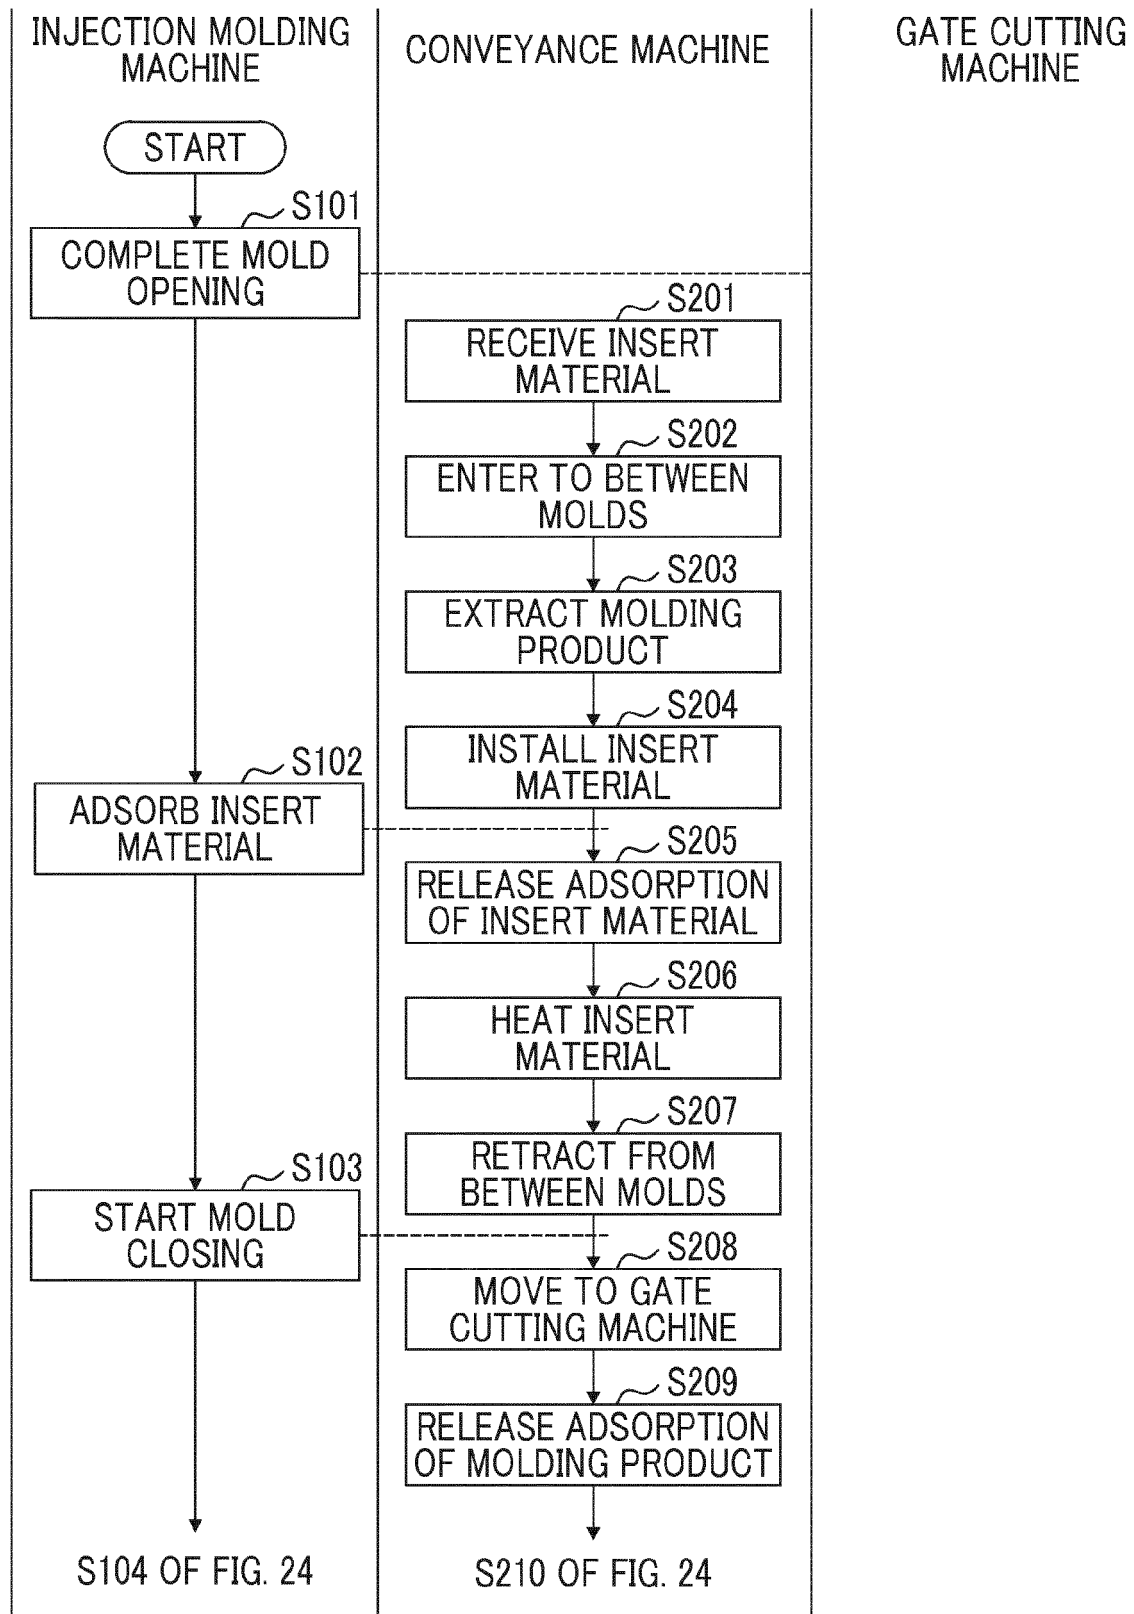 INJECTION MOLDING
MACHINE
CONVEYANCE MACHINE
GATE CUTTING
MACHINE
START
S101
COMPLETE MOLD
OPENING
S201
RECEIVE INSERT
MATERIAL
S202
ENTER TO BETWEEN
MOLDS
S203
EXTRACT MOLDING
PRODUCT
S204
INSTALL INSERT
MATERIAL
S102
ADSORB INSERT
MATERIAL
S205
RELEASE ADSORPTION
OF INSERT MATERIAL
S206
HEAT INSERT
MATERIAL
S207
RETRACT FROM
BETWEEN MOLDS
S103
START MOLD
CLOSING
S208
MOVE TO GATE
CUTTING MACHINE
S209
RELEASE ADSORPTION
OF MOLDING PRODUCT
S104 OF FIG. 24
S210 OF FIG. 24